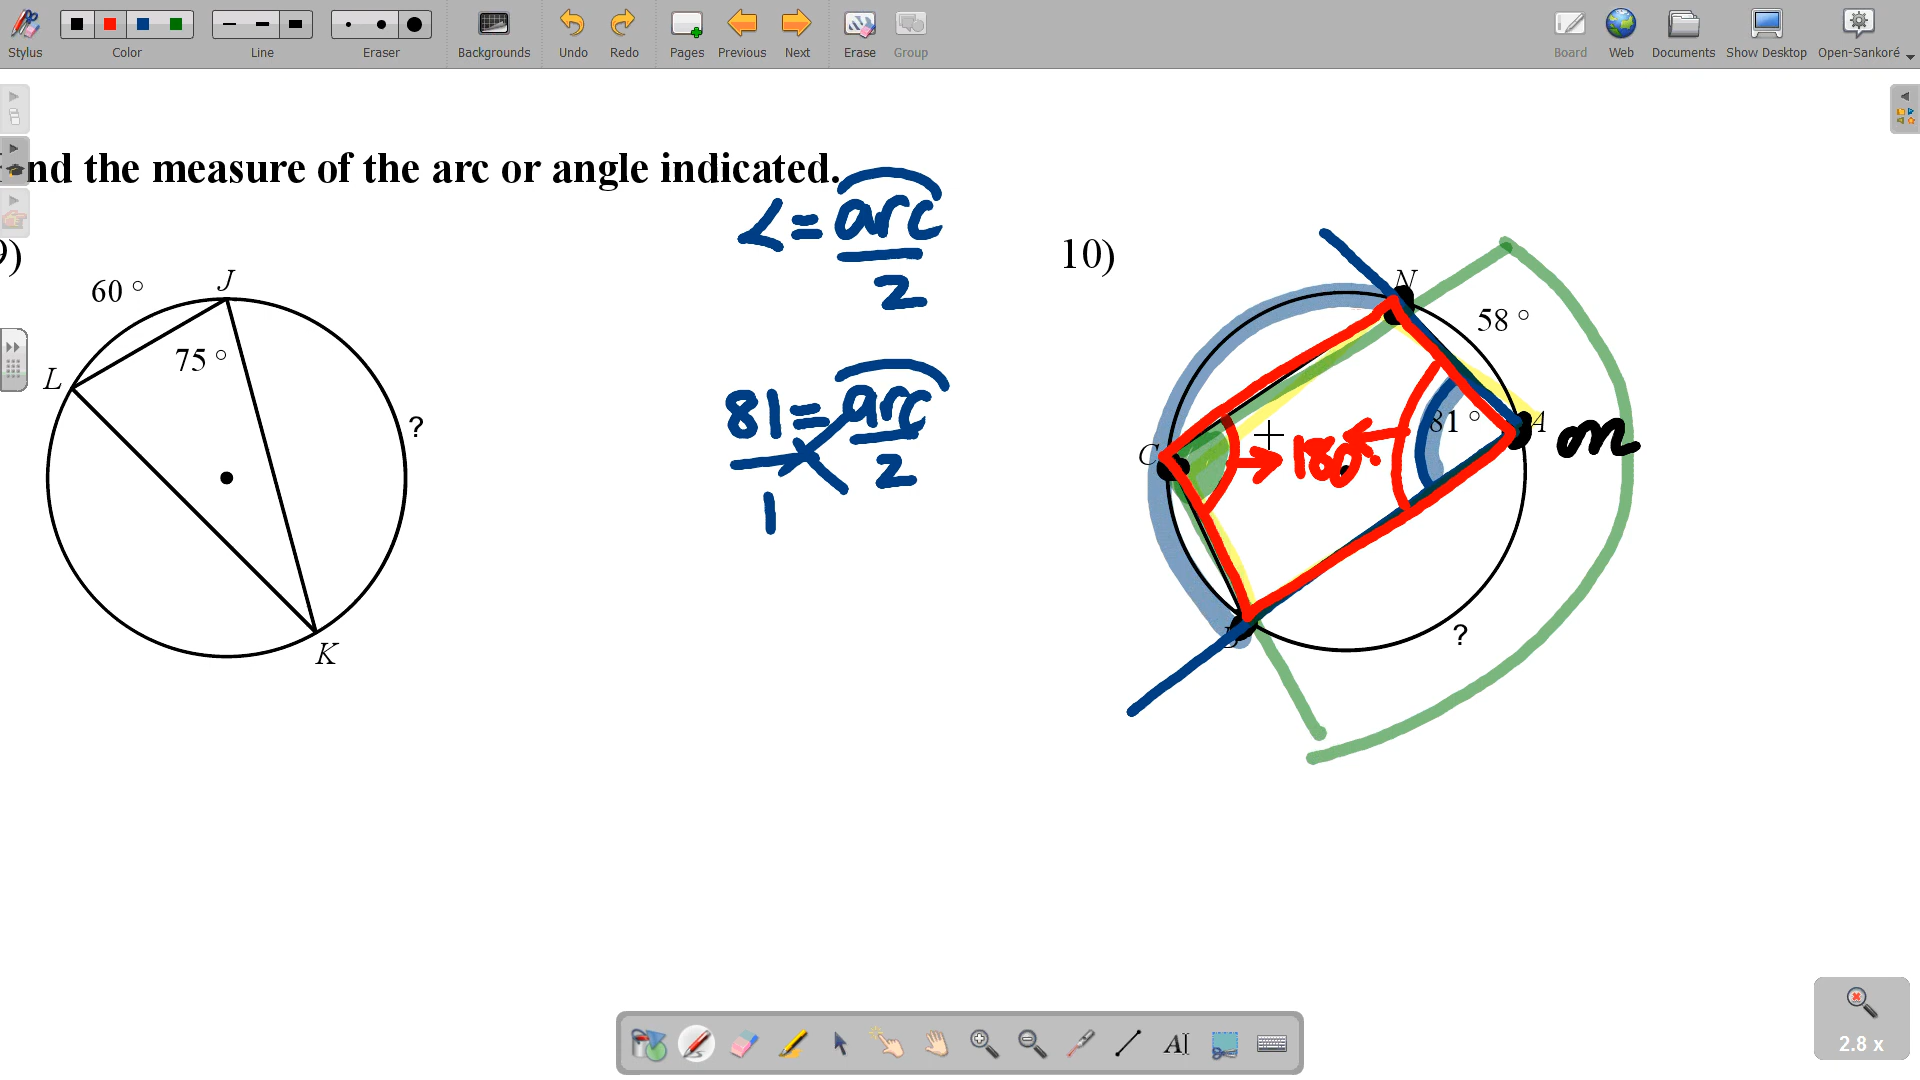 Stylus Color Line Eraser Backgrounds Undo Redo Pages Previous Next Erase Group Board Web Documents Show Desktop Open-Sankoré
nd the measure of the arc or angle indicated.
∠=arc/2
9)
60 °
J
75 °
L
?
K
81/1=arc/2
10)
N
58 °
81 °
A
m
C
180
?
2.8 x